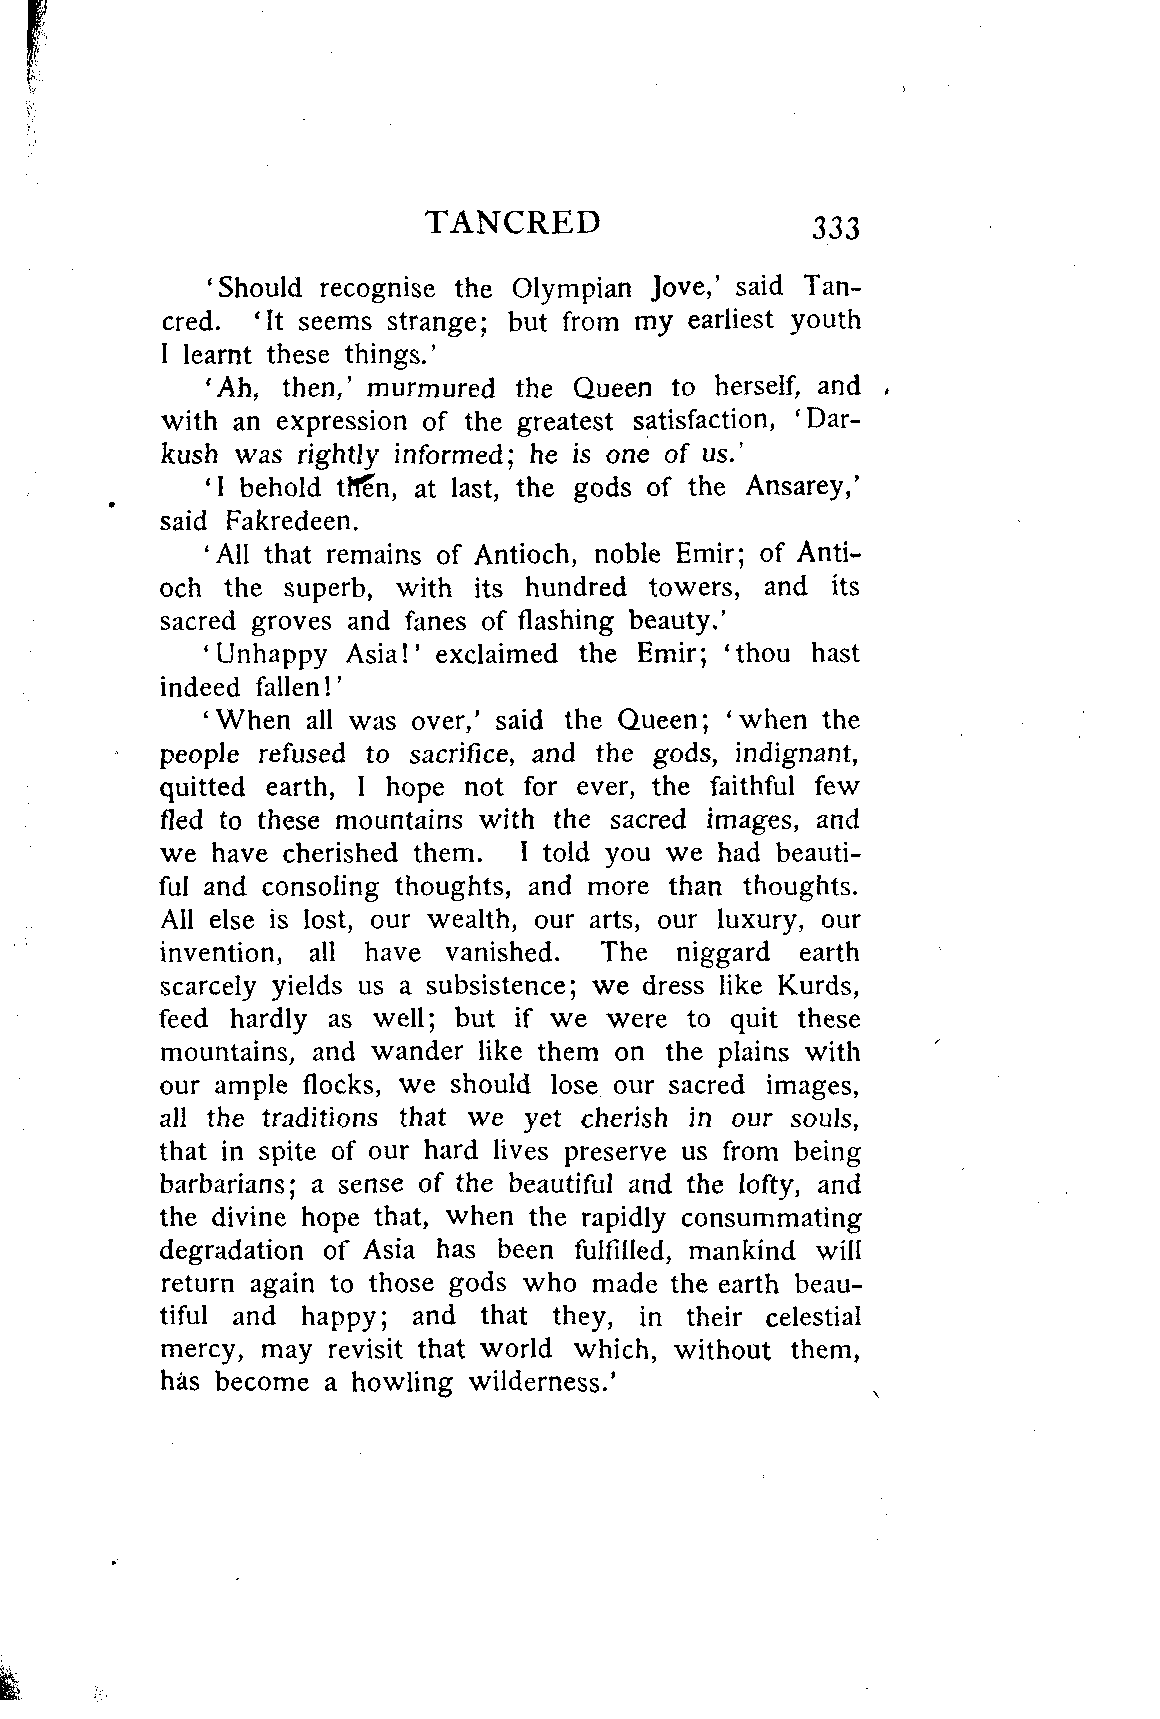 TANCRED 333
'Should recognise the Olympian Jove,' said Tan-
cred. 'It seems strange; but from my earliest youth
I learnt these things.'
'Ah, then,' murmured the Queen to herself, and
with an expression of the greatest satisfaction, 'Dar-
kush was rightly informed; he is one of us.'
'I behold then, at last, the gods of the Ansarey,'
said Fakredeen.
'All that remains of Antioch, noble Emir; of Anti-
och the superb, with its hundred towers, and its
sacred groves and fanes of flashing beauty.'
'Unhappy Asia!' exclaimed the Emir; 'thou hast
indeed fallen!'
'When all was over,' said the Queen; 'when the
people refused to sacrifice, and the gods, indignant,
quitted earth, I hope not for ever, the faithful few
fled to these mountains with the sacred images, and
we have cherished them. I told you we had beauti-
ful and consoling thoughts, and more than thoughts.
All else is lost, our wealth, our arts, our luxury, our
invention, all have vanished. The niggard earth
scarcely yields us a subsistence; we dress like Kurds,
feed hardly as well; but if we were to quit these
mountains, and wander like them on the plains with
our ample flocks, we should lose our sacred images,
all the traditions that we yet cherish in our souls,
that in spite of our hard lives preserve us from being
barbarians; a sense of the beautiful and the lofty, and
the divine hope that, when the rapidly consummating
degradation of Asia has been fulfilled, mankind will
return again to those gods who made the earth beau-
tiful and happy; and that they, in their celestial
mercy, may revisit that world which, without them,
has become a howling wilderness.'